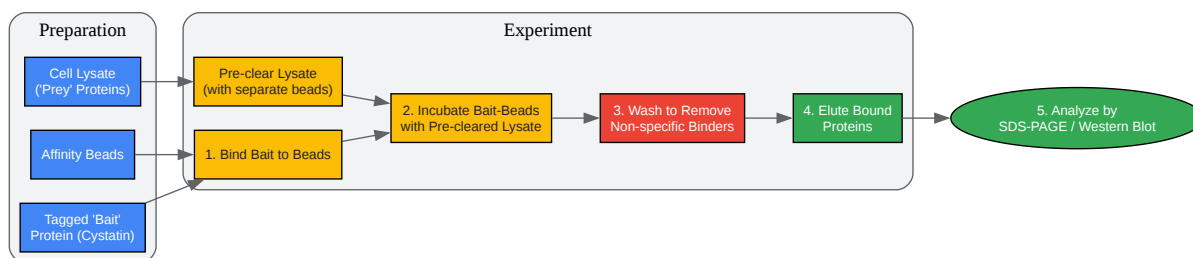 Preparation
Experiment
Cell Lysate
('Prey' Proteins)
Pre-clear Lysate
(with separate beads)
2. Incubate Bait-Beads
with Pre-cleared Lysate
3. Wash to Remove
Non-specific Binders
4. Elute Bound
Proteins
5. Analyze by
SDS-PAGE / Western Blot
Affinity Beads
1. Bind Bait to Beads
Tagged 'Bait'
Protein (Cystatin)